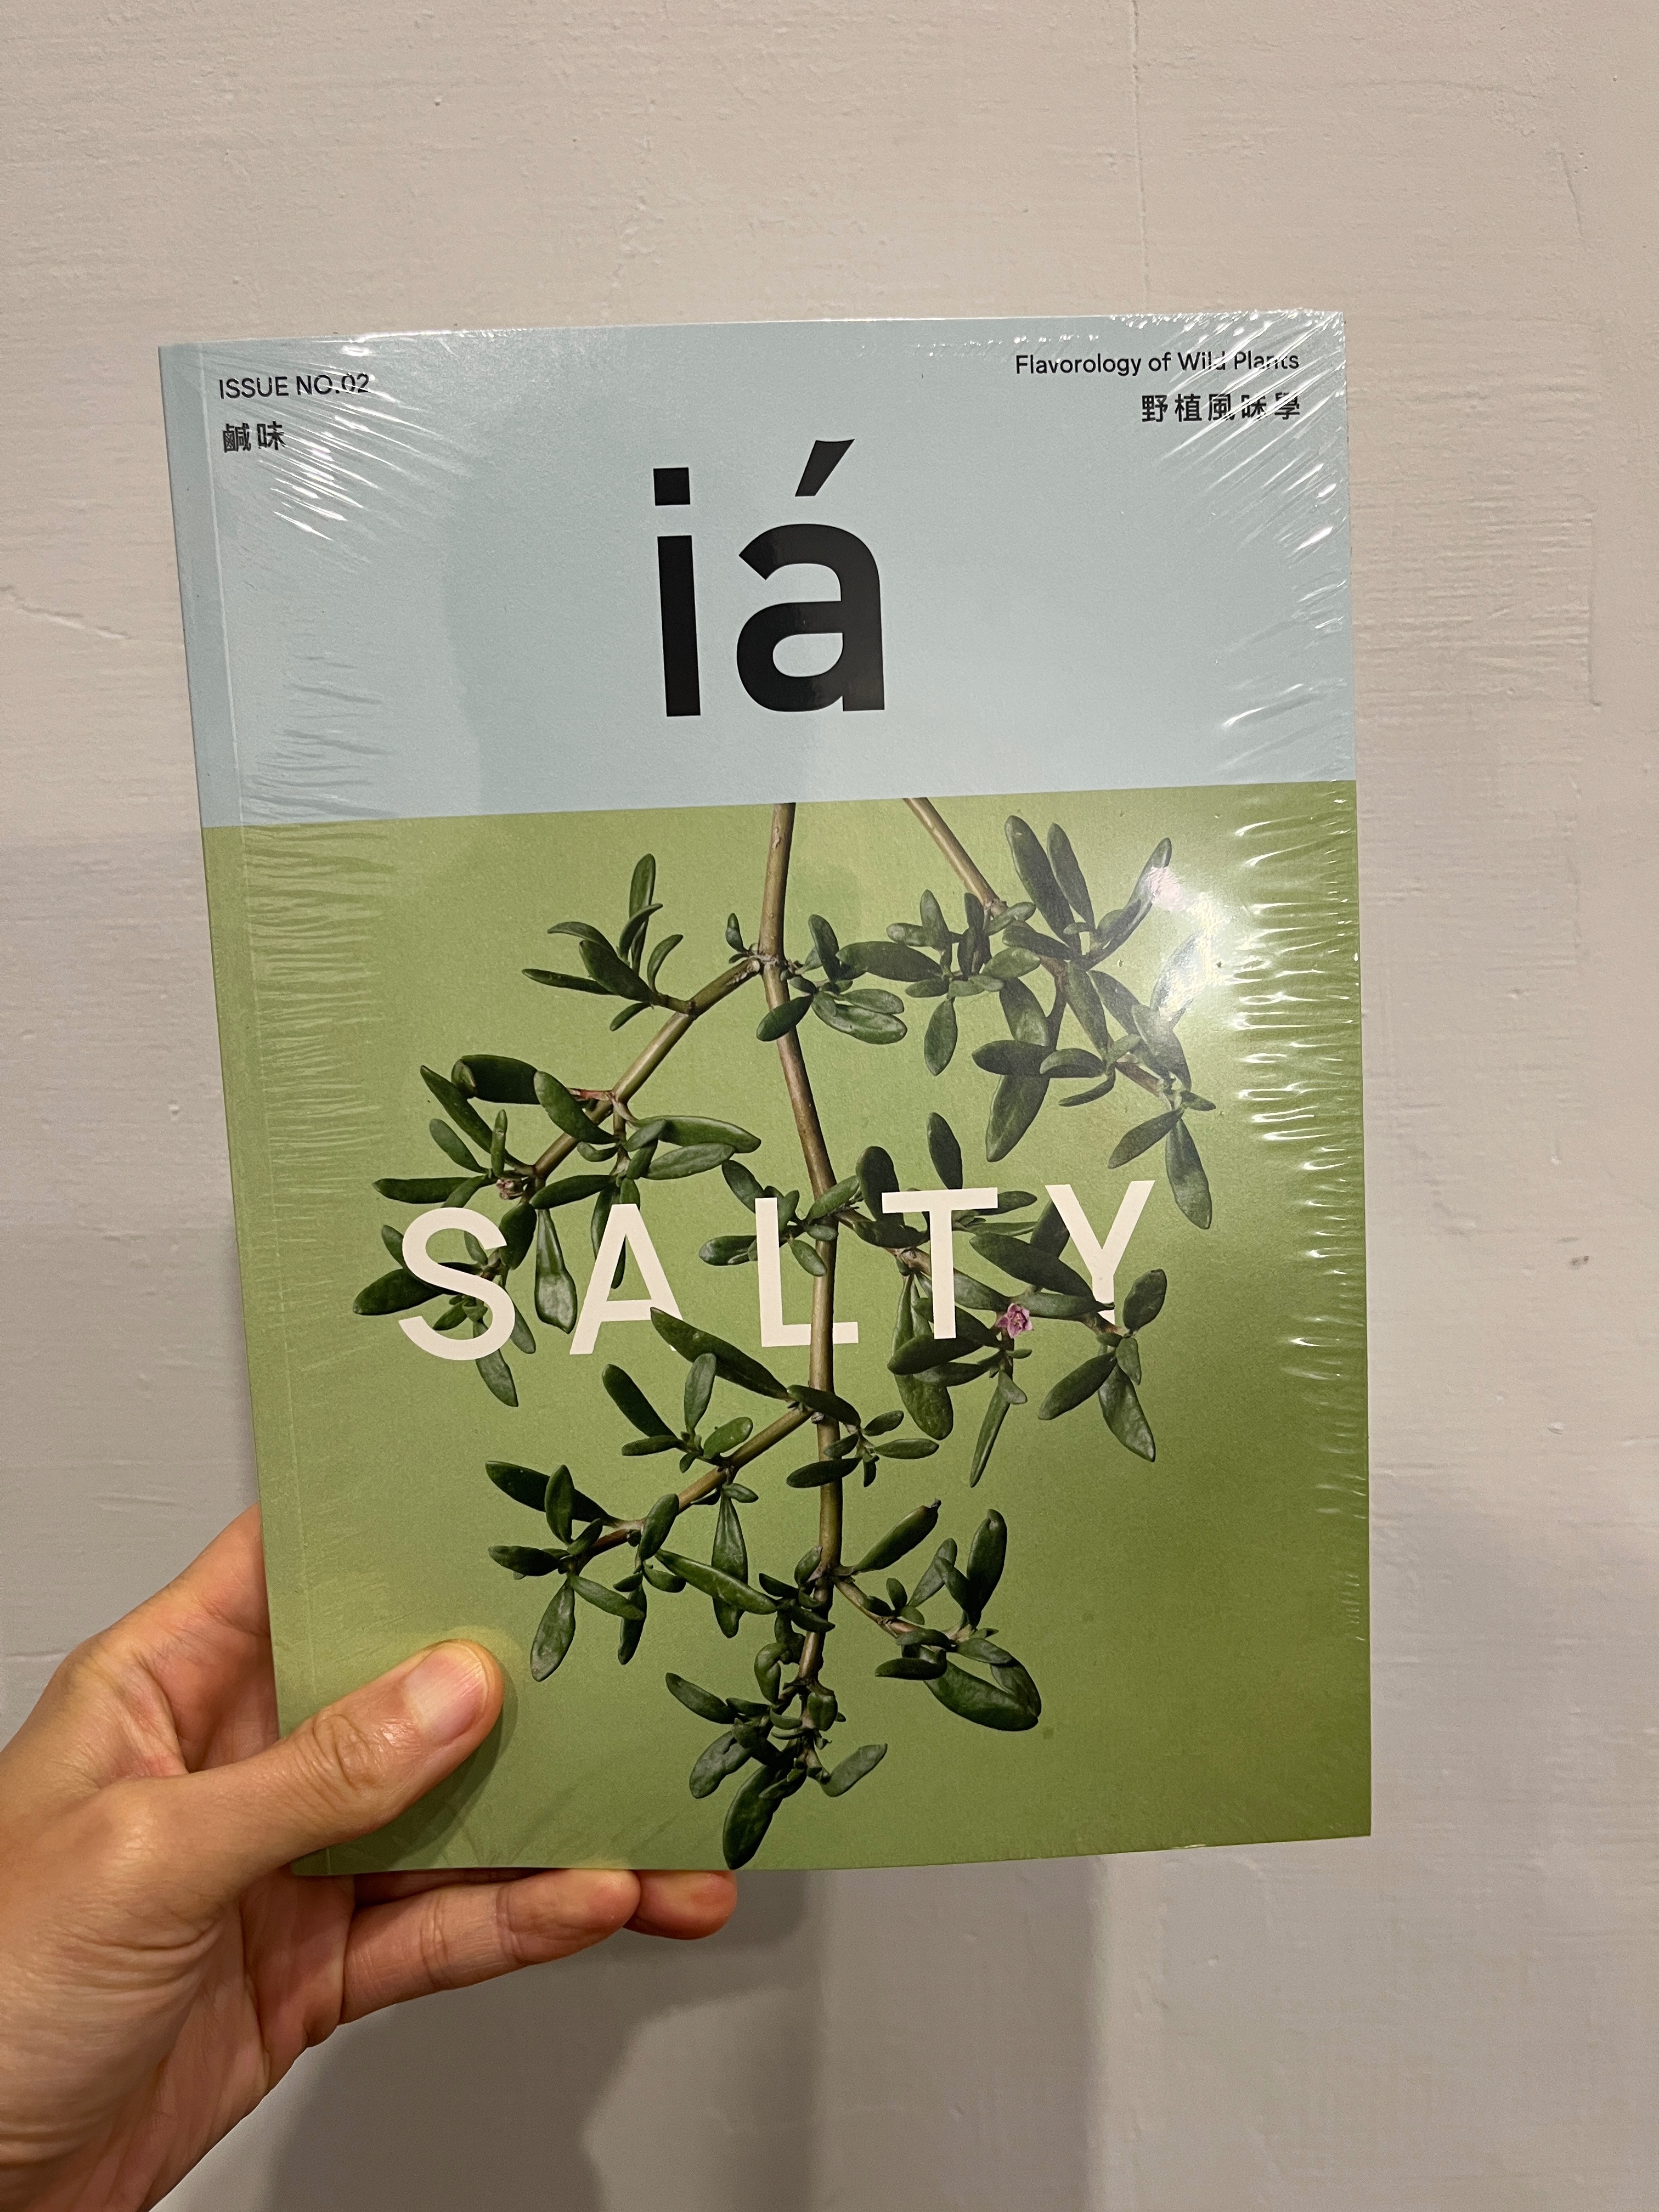 ISSUE NO.02
鹹味
Flavorology of Wild Plants
野植風味學
iá
SALTY